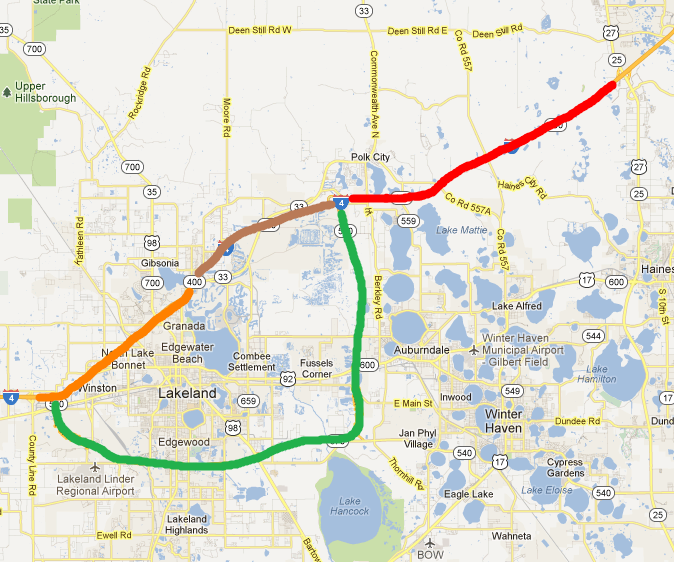 State Park
33
35
700
Deen Still Rd W
Deen Still Rd E
Deen Still Rd
27
25
Co Rd 557
Upper
Hillsborough
Rockridge Rd
Moore Rd
Commonwealth Ave N
700
Polk City
27
35
33
4
Haines City Rd
25
Co Rd 557A
98
559
Lake Mattie
Co Rd 557
Gibsonia
700
400
33
Berkley Rd
17
600
Haines
S 10th St
Lake Alfred
Granada
Edgewater
Beach
North Lake
Bonnet
Combee
Settlement
Fussels
Corner
600
Auburndale
Winter Haven
Municipal Airport
Gilbert Field
544
Lake
Hamilton
4
Winston
92
Lakeland
659
549
Inwood
17
E Main St
Winter
Haven
Dundee Rd
98
Edgewood
Jan Phyl
Village
540
17
County Line Rd
Lakeland Linder
Regional Airport
Thornhill Rd
Cypress
Gardens
Lake Eloise
540
Eagle Lake
Lake
Hancock
Lakeland
Highlands
25
Ewell Rd
Wahneta
BOW